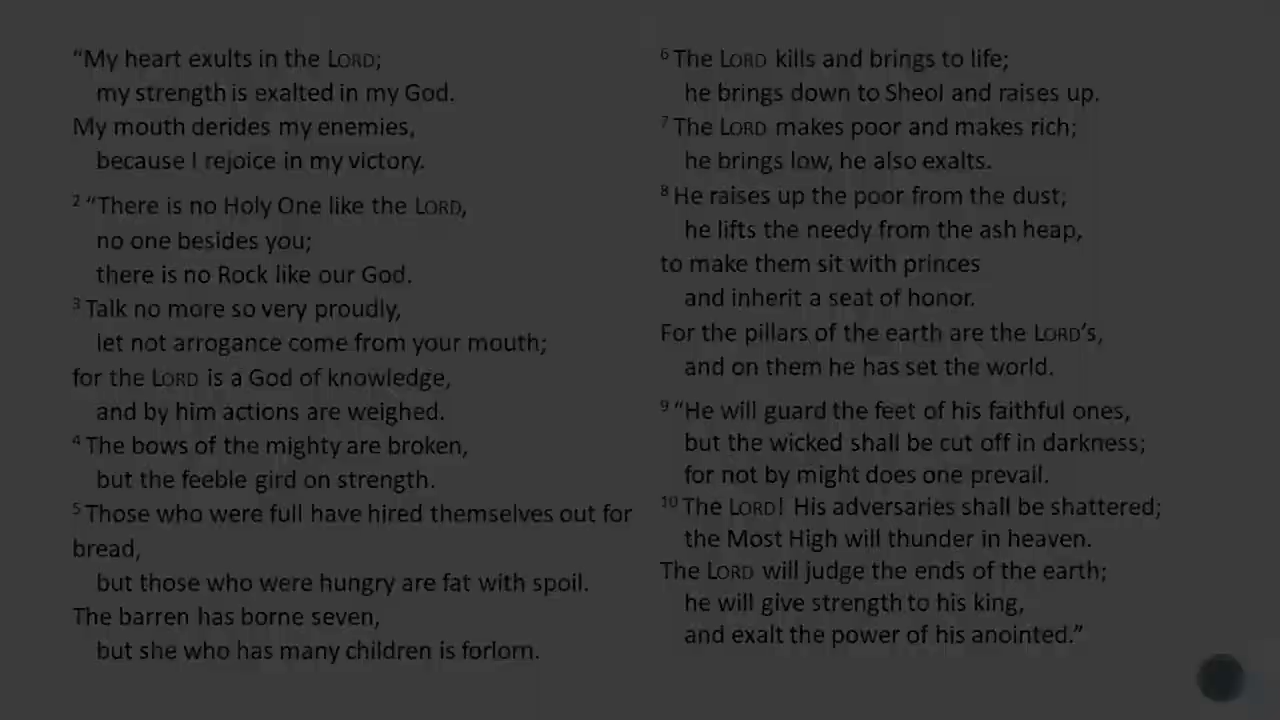 “My heart exults in the LORD;
my strength is exalted in my God.
My mouth derides my enemies,
because I rejoice in my victory.
2 “There is no Holy One like the LORD,
no one besides you;
there is no Rock like our God.
3 Talk no more so very proudly,
let not arrogance come from your mouth;
for the LORD is a God of knowledge,
and by him actions are weighed.
4 The bows of the mighty are broken,
but the feeble gird on strength.
5 Those who were full have hired themselves out for
bread,
but those who were hungry are fat with spoil.
The barren has borne seven,
but she who has many children is forlorn.
6 The LORD kills and brings to life;
he brings down to Sheol and raises up.
7 The LORD makes poor and makes rich;
he brings low, he also exalts.
8 He raises up the poor from the dust;
he lifts the needy from the ash heap,
to make them sit with princes
and inherit a seat of honor.
For the pillars of the earth are the LORD’s,
and on them he has set the world.
9 “He will guard the feet of his faithful ones,
but the wicked shall be cut off in darkness;
for not by might does one prevail.
10 The LORD! His adversaries shall be shattered;
the Most High will thunder in heaven.
The LORD will judge the ends of the earth;
he will give strength to his king,
and exalt the power of his anointed.”